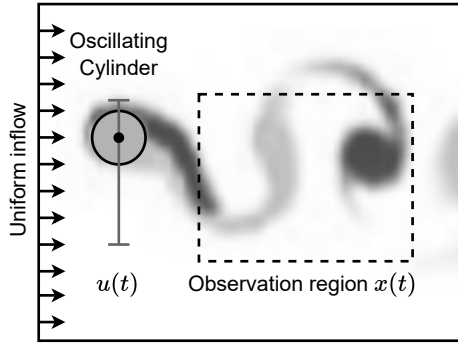 Oscillating
Cylinder
Uniform inflow
u(t)
Observation region x(t)